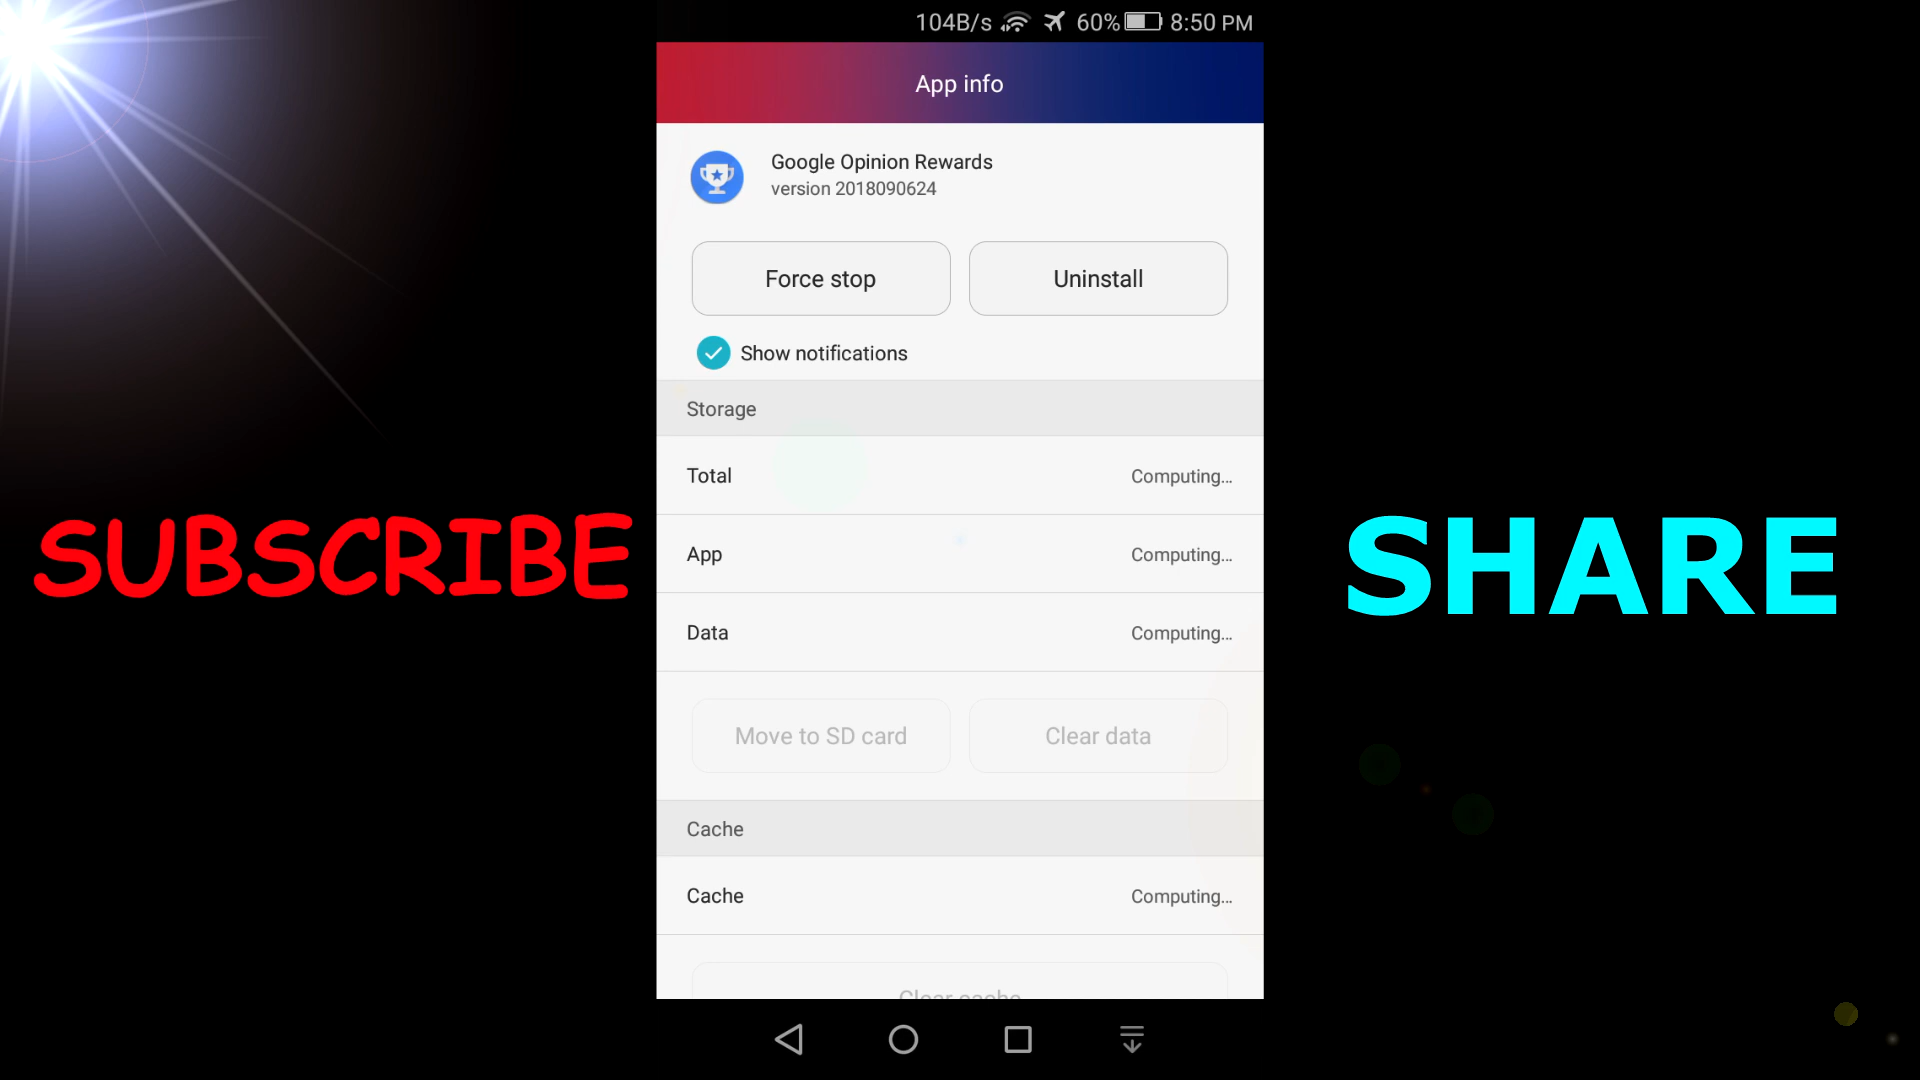 104B/s 60% 8:50 PM
App info
Google Opinion Rewards
version 2018090624
Force stop Uninstall
Show notifications
Storage
Total Computing...
App Computing...
Data Computing...
SUBSCRIBE
SHARE
Move to SD card Clear data
Cache
Cache Computing...
Clear cache